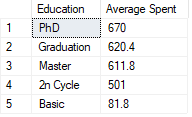 Education Average Spent
1 PhD 670
2 Graduation 620.4
3 Master 611.8
4 2n Cycle 501
5 Basic 81.8